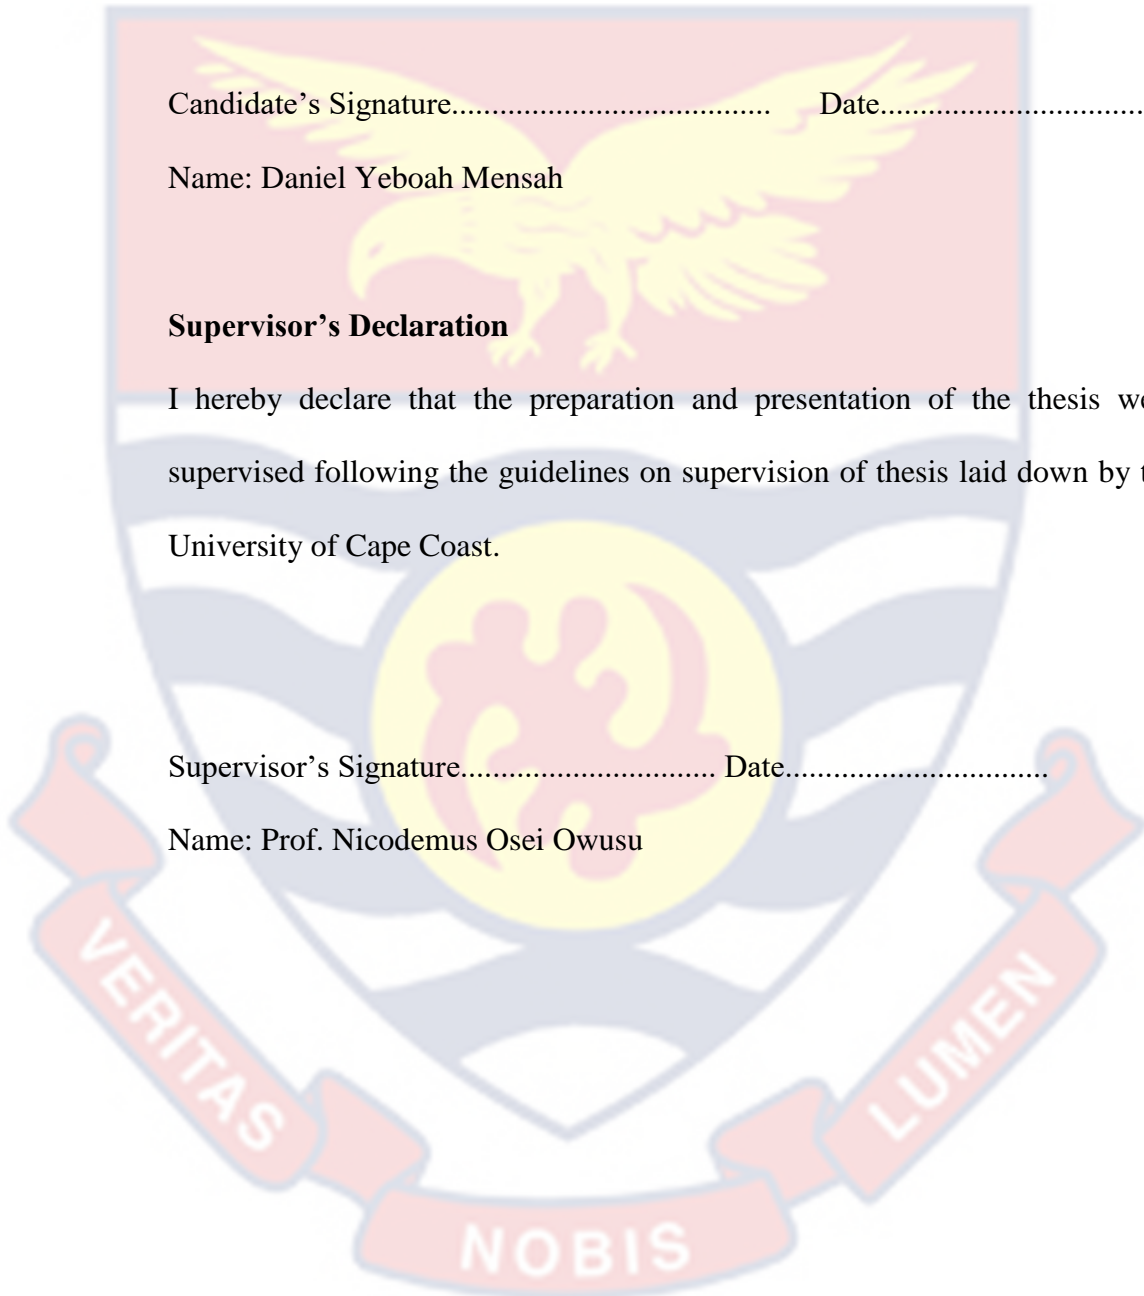 Candidate’s Signature........................................ Date.................................
Name: Daniel Yeboah Mensah
Supervisor’s Declaration
I hereby declare that the preparation and presentation of the thesis
supervised following the guidelines on supervision of thesis laid down by
University of Cape Coast.
Supervisor’s Signature................................ Date.................................
Name: Prof. Nicodemus Osei Owusu
VERITAS
NOBIS
LUMEN